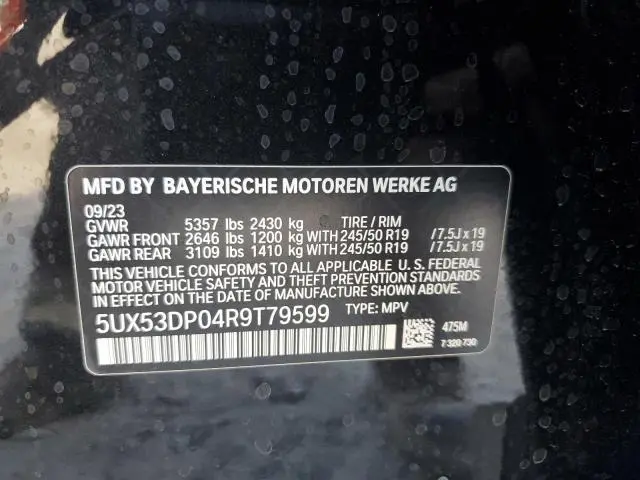 MFD BY BAYERISCHE MOTOREN WERKE AG
09/23
GVWR 5357 lbs 2430 kg TIRE / RIM
GAWR FRONT 2646 lbs 1200 kg WITH 245/50 R19 /7.5J x 19
GAWR REAR 3109 lbs 1410 kg WITH 245/50 R19 /7.5J x 19
THIS VEHICLE CONFORMS TO ALL APPLICABLE U. S. FEDERAL
MOTOR VEHICLE SAFETY AND THEFT PREVENTION STANDARDS
IN EFFECT ON THE DATE OF MANUFACTURE SHOWN ABOVE.
5UX53DP04R9T79599 TYPE: MPV
475M
7 320 730